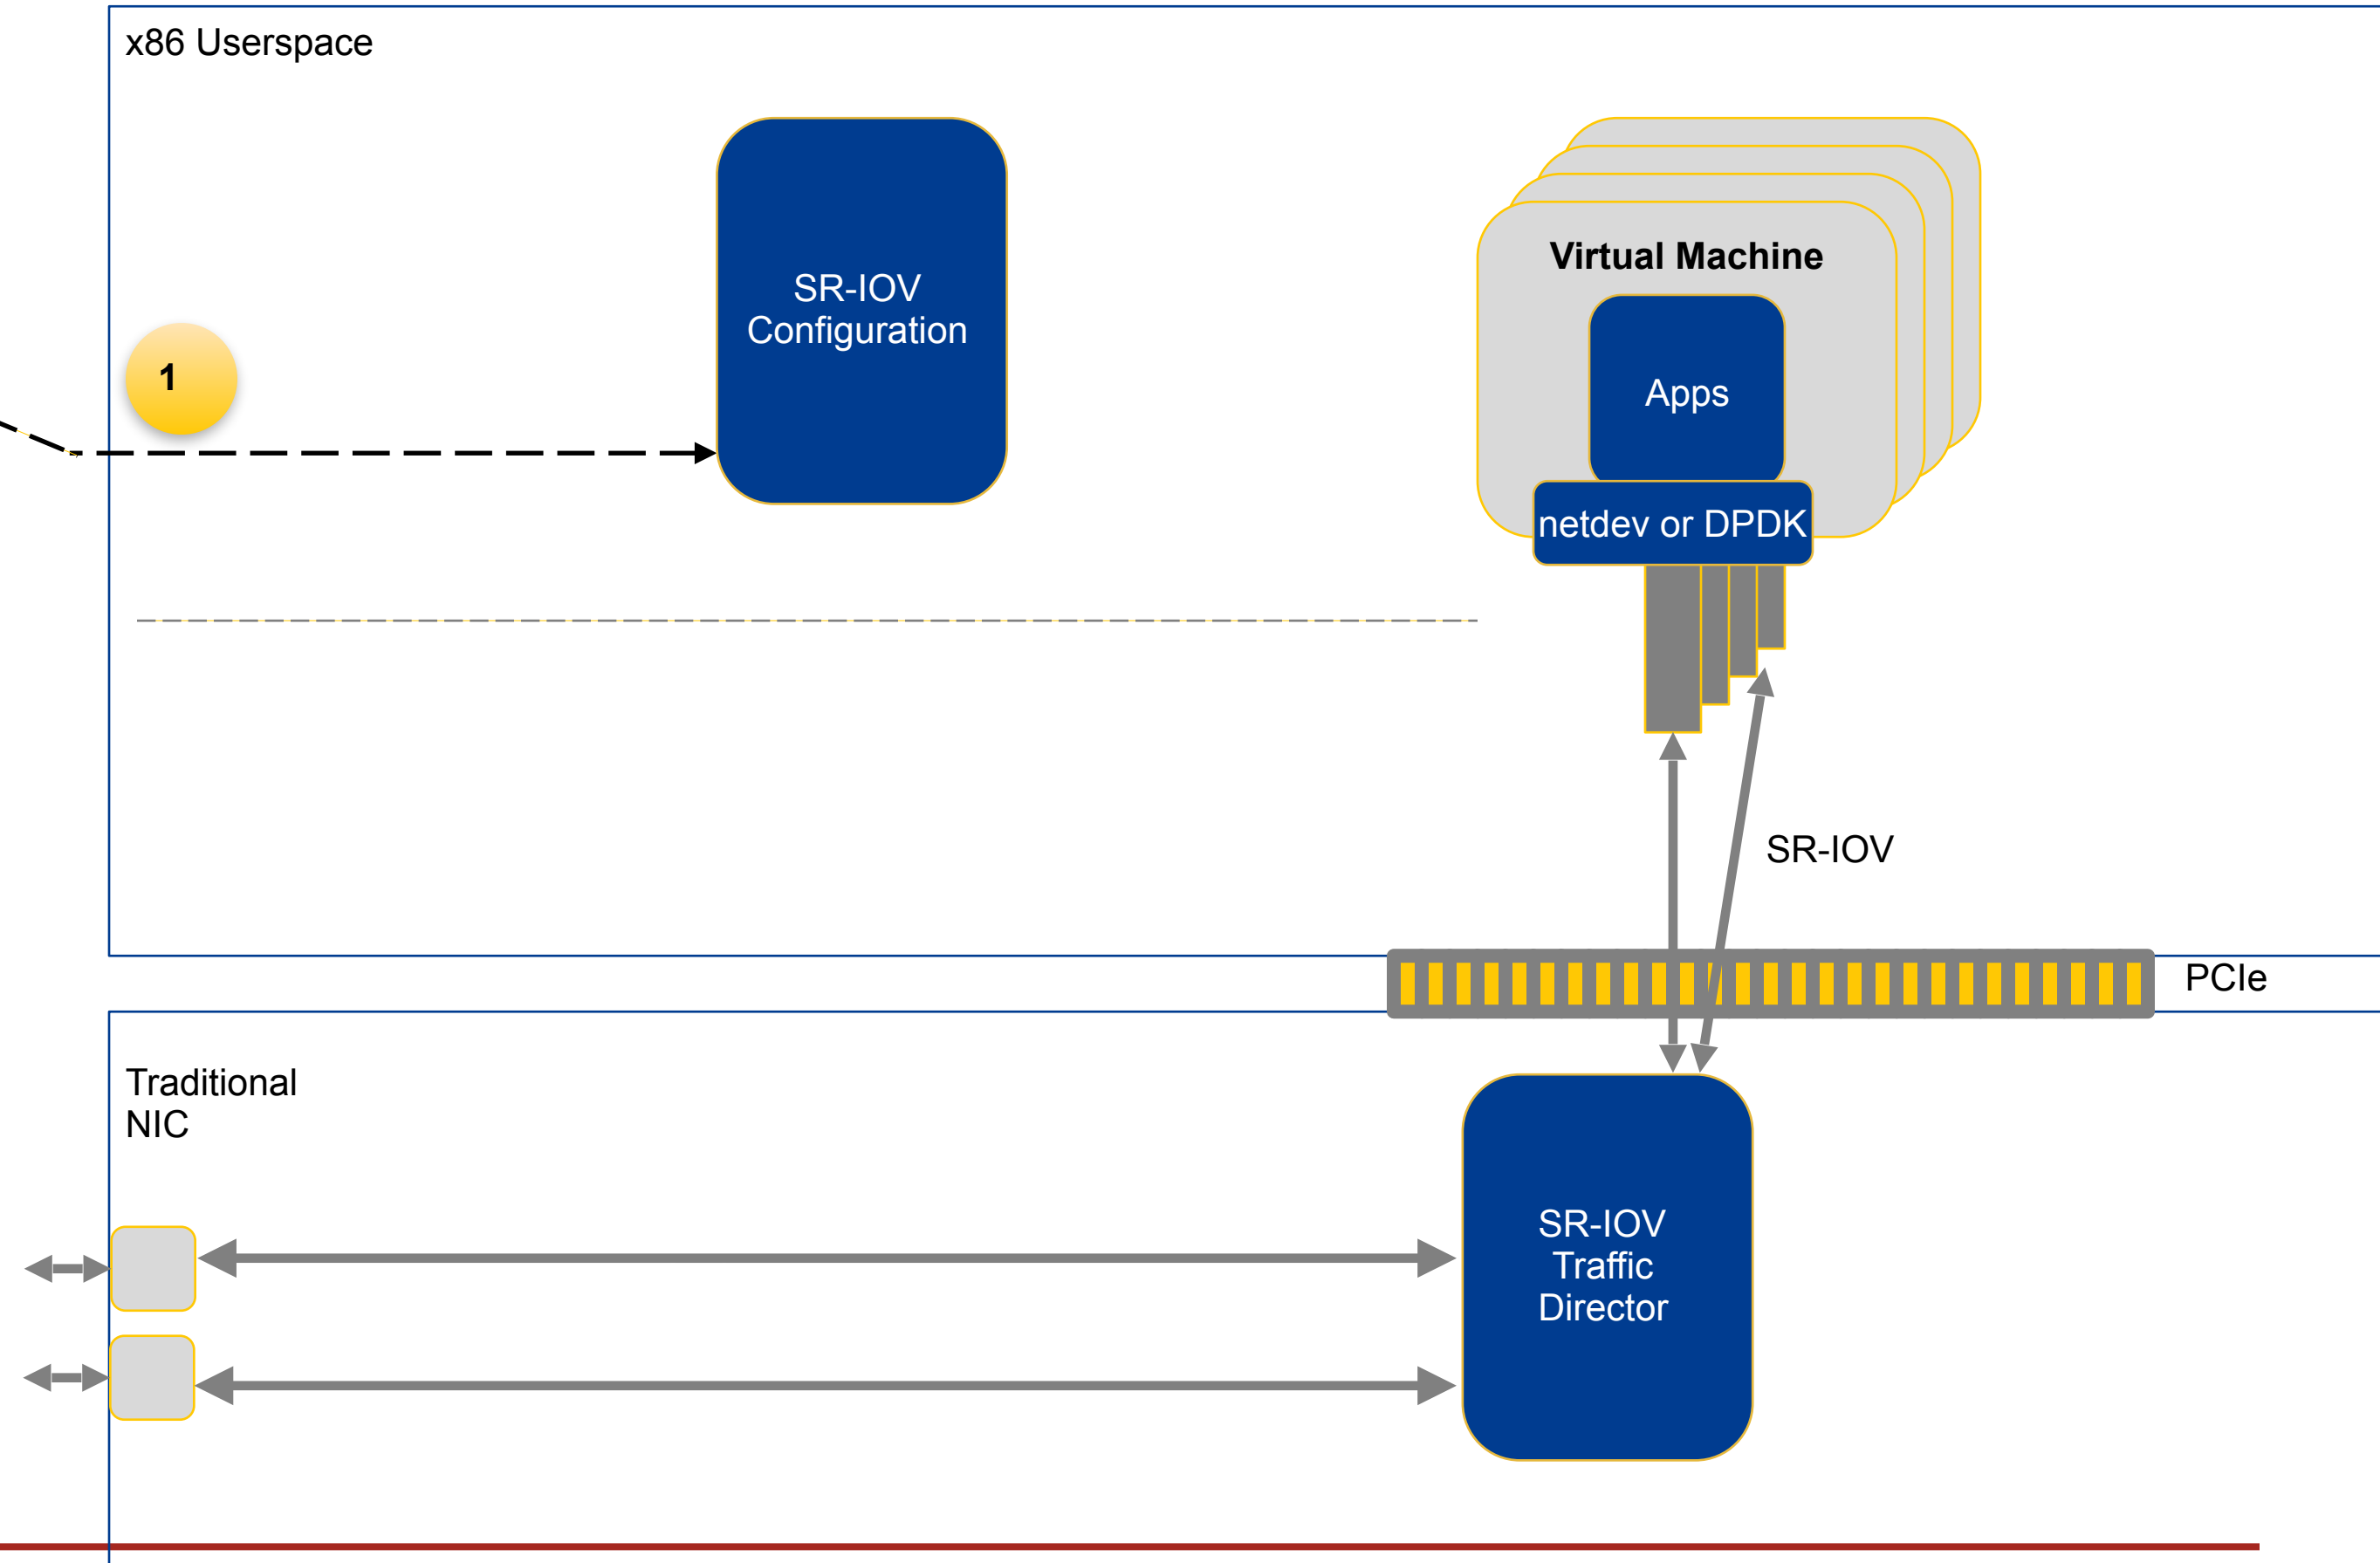 x86 Userspace
SR-IOV
Configuration
1
Virtual Machine
Apps
netdev or DPDK
SR-IOV
PCIe
Traditional
NIC
SR-IOV
Traffic
Director